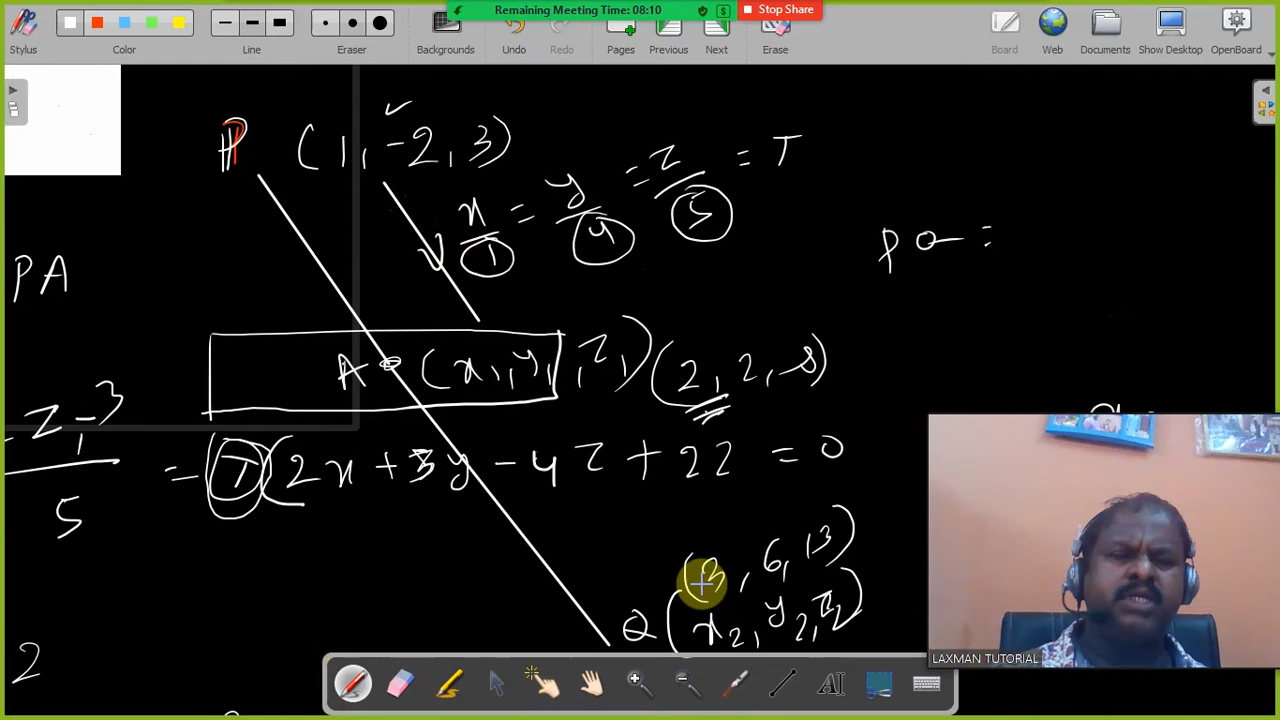 Remaining Meeting Time: 08:10 Stop Share
Stylus Color Line Eraser Backgrounds Undo Redo Pages Previous Next Erase Board Web Documents Show Desktop OpenBoard
P (1, -2, 3)
x/1 = y/4 = z/5 = T
PQ =
PA
A (x₁, y₁, z₁) (2, 2, 8)
z - 3 / 5 = T (2x + 3y - 4z + 22 = 0
(3, 6, 13)
Q (x₂, y₂, z₂)
2
LAXMAN TUTORIAL